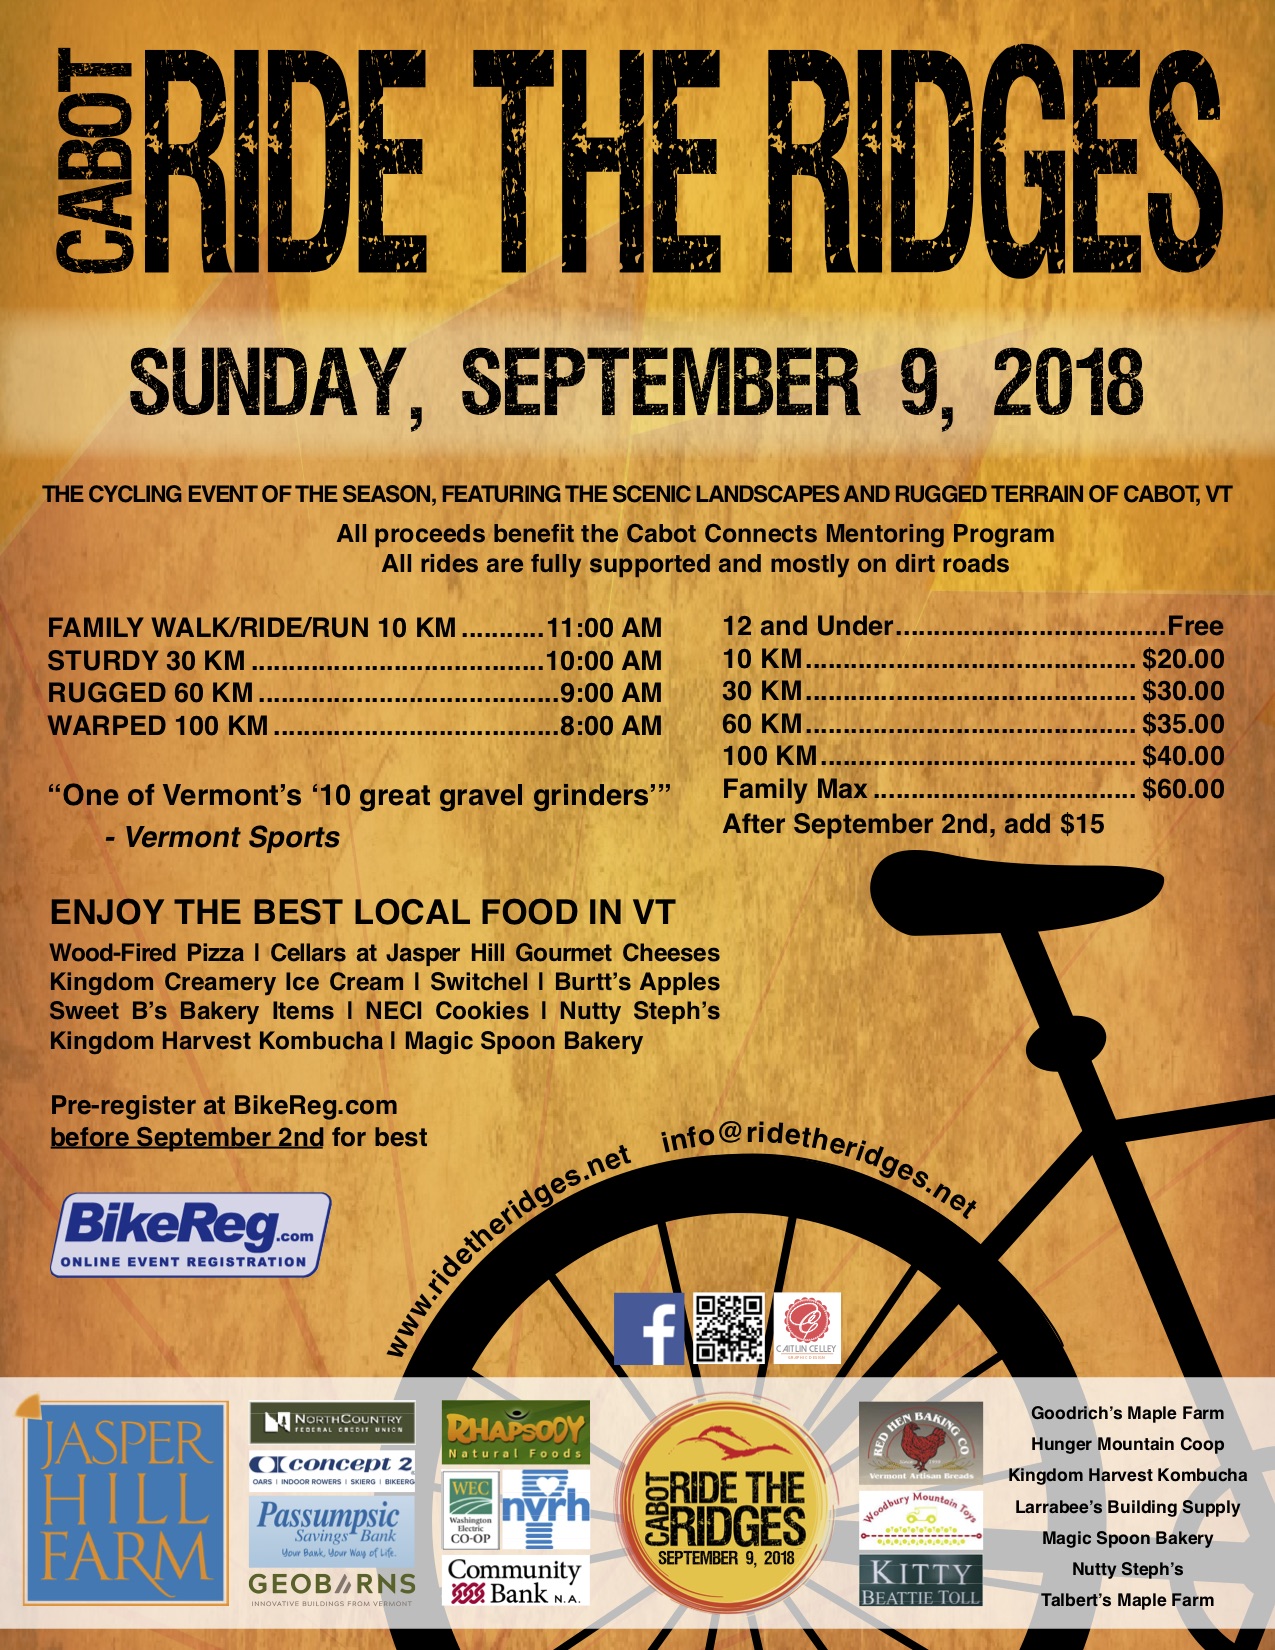 CABOT
RIDE THE RIDGES
SUNDAY, SEPTEMBER 9, 2018
THE CYCLING EVENT OF THE SEASON, FEATURING THE SCENIC LANDSCAPES AND RUGGED TERRAIN OF CABOT, VT
All proceeds benefit the Cabot Connects Mentoring Program
All rides are fully supported and mostly on dirt roads
FAMILY WALK/RIDE/RUN 10 KM ...........11:00 AM
STURDY 30 KM .......................................10:00 AM
RUGGED 60 KM ........................................9:00 AM
WARPED 100 KM ......................................8:00 AM
12 and Under....................................Free
10 KM............................................ $20.00
30 KM............................................ $30.00
60 KM............................................ $35.00
100 KM.......................................... $40.00
Family Max ................................... $60.00
After September 2nd, add $15
“One of Vermont’s ‘10 great gravel grinders’”
- Vermont Sports
ENJOY THE BEST LOCAL FOOD IN VT
Wood-Fired Pizza | Cellars at Jasper Hill Gourmet Cheeses
Kingdom Creamery Ice Cream | Switchel | Burtt’s Apples
Sweet B’s Bakery Items | NECI Cookies | Nutty Steph’s
Kingdom Harvest Kombucha | Magic Spoon Bakery
Pre-register at BikeReg.com
before September 2nd for best
BikeReg.com
ONLINE EVENT REGISTRATION
www.ridetheridges.net info@ridetheridges.net
f
CAITLIN CELLEY
GRAPHIC DESIGN
JASPER
HILL
FARM
NORTHCOUNTRY
FEDERAL CREDIT UNION
concept 2
OARS | INDOOR ROWERS | SKIERG | BIKEERG
Passumpsic
Savings Bank
Your Bank, Your Way of Life.
GEOBARNS
INNOVATIVE BUILDINGS FROM VERMONT
RHAPSODY
Natural Foods
WEC
Washington
Electric
CO-OP
nvrh
Community
Bank N.A.
CABOT
RIDE THE
RIDGES
SEPTEMBER 9, 2018
RED HEN BAKING CO
Vermont Artisan Breads
Woodbury Mountain Toys
KITTY
BEATTIE TOLL
Goodrich’s Maple Farm
Hunger Mountain Coop
Kingdom Harvest Kombucha
Larrabee’s Building Supply
Magic Spoon Bakery
Nutty Steph’s
Talbert’s Maple Farm